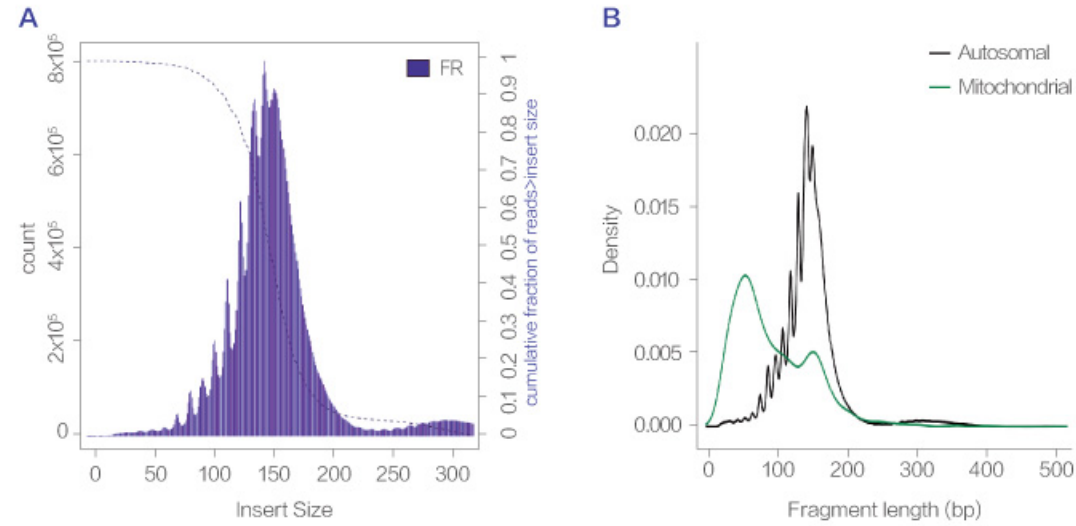 A
8x10⁵
6x10⁵
4x10⁵
2x10⁵
0
count
FR
1
0.9
0.8
0.7
0.6
0.5
0.4
0.3
0.2
0.1
0
cumulative fraction of reads>insert size
0 50 100 150 200 250 300
Insert Size
B
Autosomal
Mitochondrial
0.020
0.015
0.010
0.005
0.000
Density
0 100 200 300 400 500
Fragment length (bp)